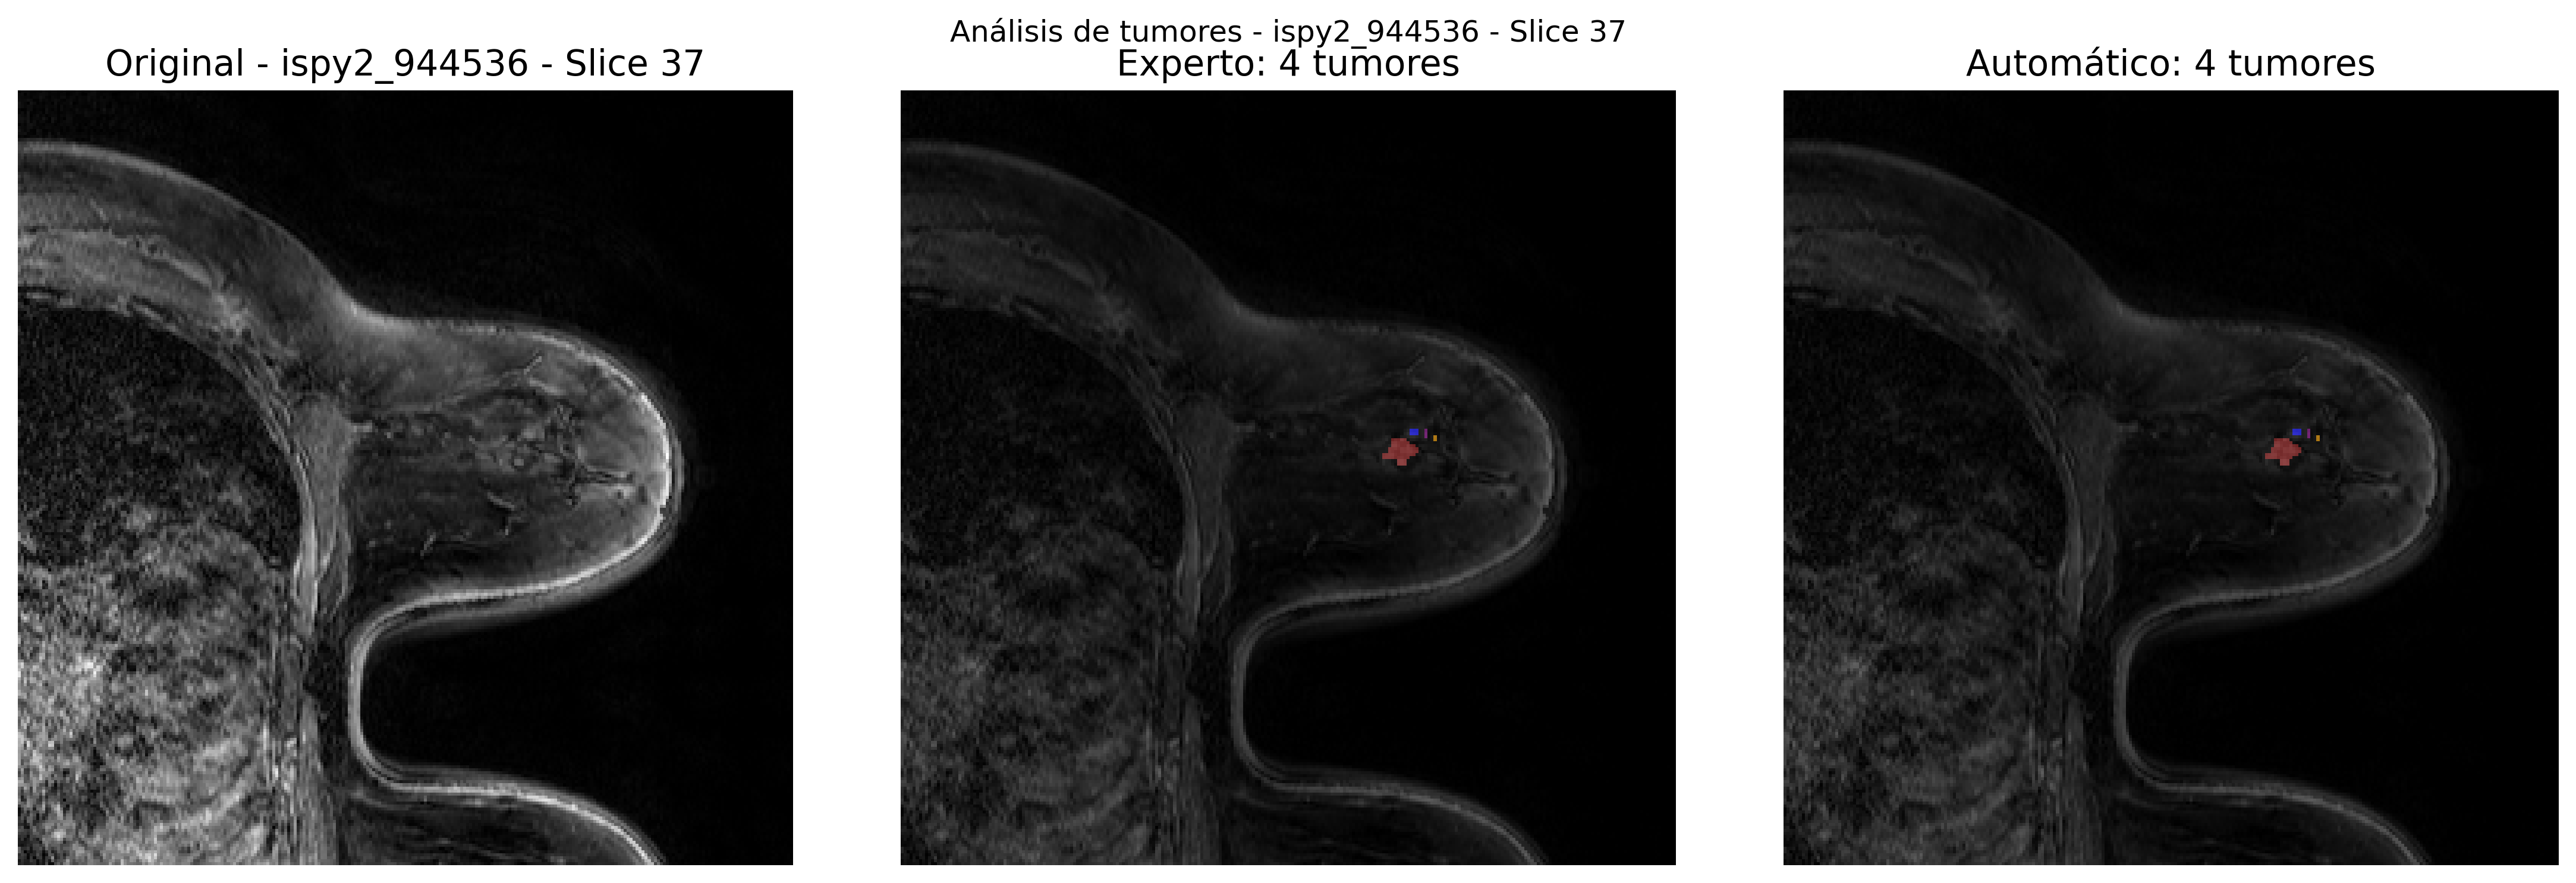 Análisis de tumores - ispy2_944536 - Slice 37
Original - ispy2_944536 - Slice 37
Experto: 4 tumores
Automático: 4 tumores